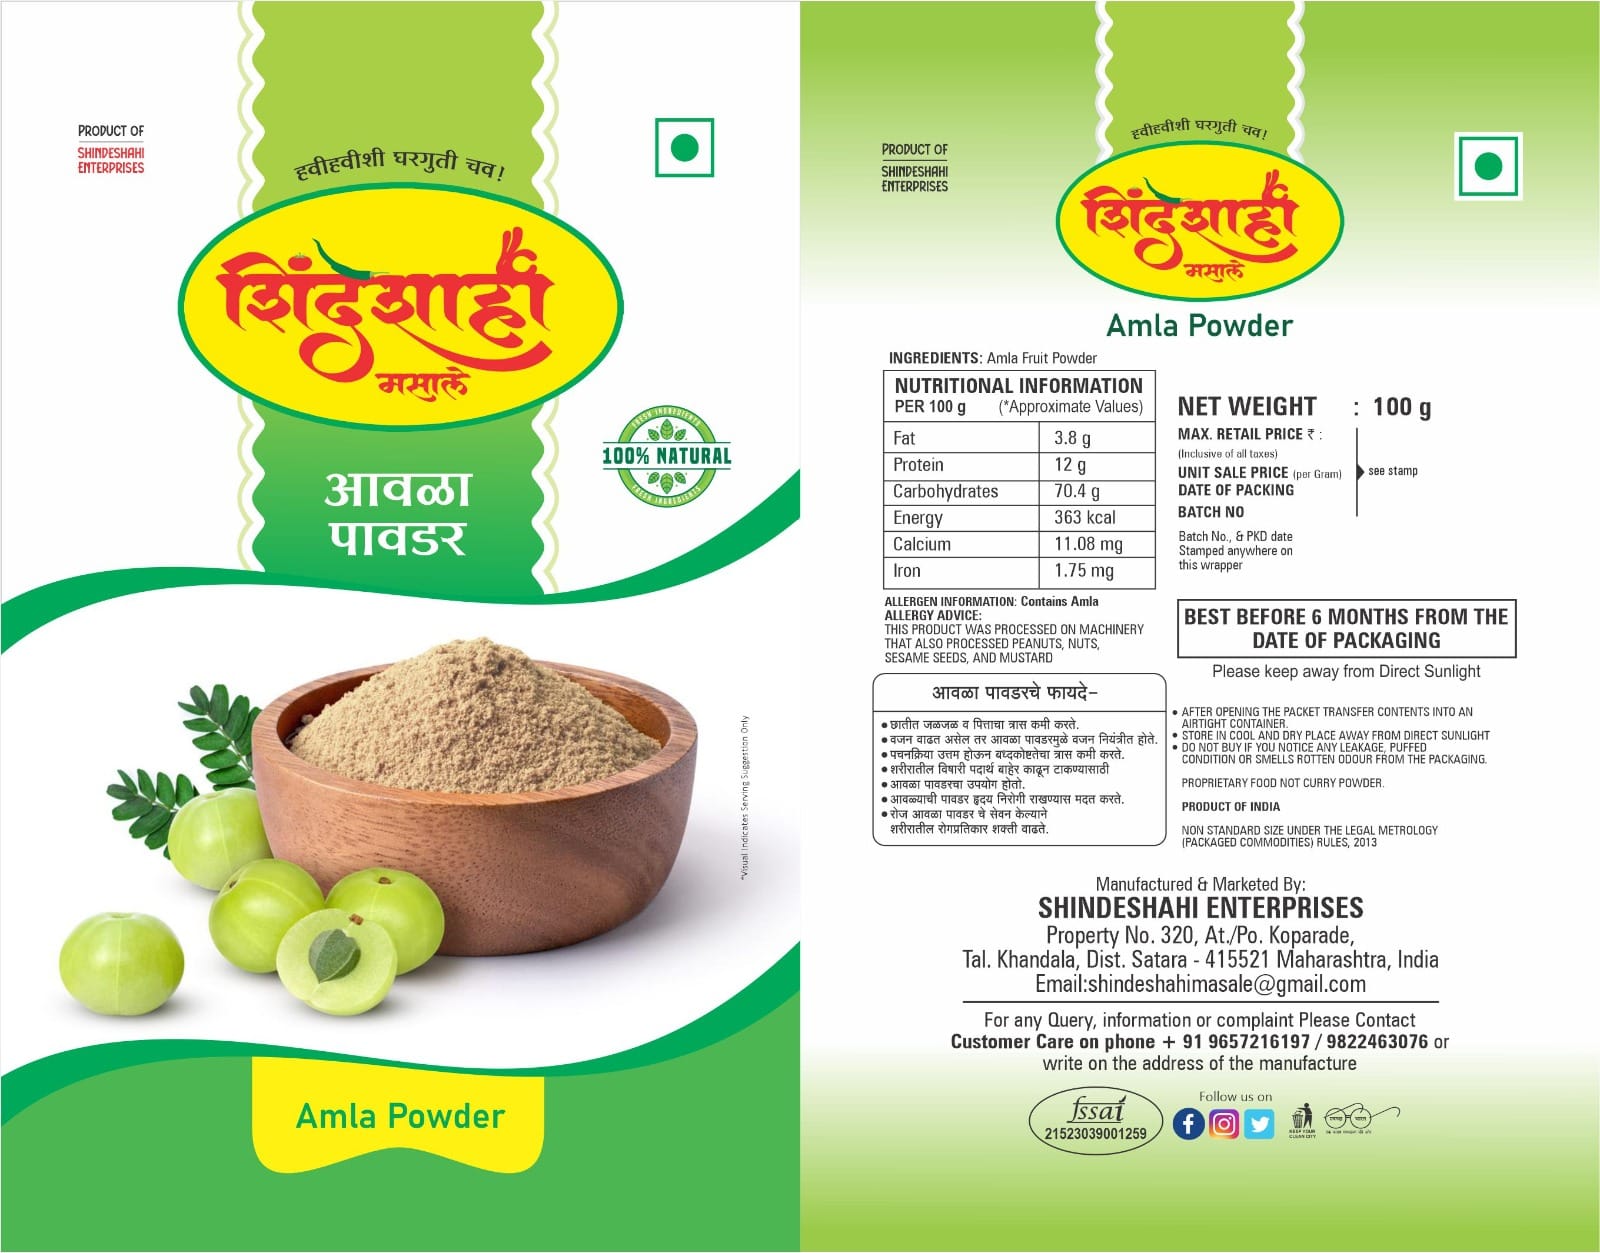 PRODUCT OF
SHINDESHAHI
ENTERPRISES
हवीहवीशी घरगुती चव!
शिंदेशाही
मसाले
FRESH INGREDIENTS
100% NATURAL
FRESH INGREDIENTS
आवळा
पावडर
*Visual Indicates Serving Suggestion Only
Amla Powder
PRODUCT OF
SHINDESHAHI
ENTERPRISES
हवीहवीशी घरगुती चव!
शिंदेशाही
मसाले
Amla Powder
INGREDIENTS: Amla Fruit Powder
NUTRITIONAL INFORMATION
PER 100 g (*Approximate Values)
Fat 3.8 g
Protein 12 g
Carbohydrates 70.4 g
Energy 363 kcal
Calcium 11.08 mg
Iron 1.75 mg
ALLERGEN INFORMATION: Contains Amla
ALLERGY ADVICE:
THIS PRODUCT WAS PROCESSED ON MACHINERY
THAT ALSO PROCESSED PEANUTS, NUTS,
SESAME SEEDS, AND MUSTARD
आवळा पावडरचे फायदे-
• छातीत जळजळ व पित्ताचा त्रास कमी करते.
• वजन वाढत असेल तर आवळा पावडरमुळे वजन नियंत्रीत होते.
• पचनक्रिया उत्तम होऊन बध्दकोष्टतेचा त्रास कमी करते.
• शरीरातील विषारी पदार्थ बाहेर काढून टाकण्यासाठी
• आवळा पावडरचा उपयोग होतो.
• आवळ्याची पावडर हृदय निरोगी राखण्यास मदत करते.
• रोज आवळा पावडर चे सेवन केल्याने
शरीरातील रोगप्रतिकार शक्ती वाढते.
NET WEIGHT : 100 g
MAX. RETAIL PRICE ₹ :
(Inclusive of all taxes)
UNIT SALE PRICE (per Gram)
DATE OF PACKING
BATCH NO
see stamp
Batch No., & PKD date
Stamped anywhere on
this wrapper
BEST BEFORE 6 MONTHS FROM THE
DATE OF PACKAGING
Please keep away from Direct Sunlight
• AFTER OPENING THE PACKET TRANSFER CONTENTS INTO AN
AIRTIGHT CONTAINER.
• STORE IN COOL AND DRY PLACE AWAY FROM DIRECT SUNLIGHT
• DO NOT BUY IF YOU NOTICE ANY LEAKAGE, PUFFED
CONDITION OR SMELLS ROTTEN ODOUR FROM THE PACKAGING.
PROPRIETARY FOOD NOT CURRY POWDER.
PRODUCT OF INDIA
NON STANDARD SIZE UNDER THE LEGAL METROLOGY
(PACKAGED COMMODITIES) RULES, 2013
Manufactured & Marketed By:
SHINDESHAHI ENTERPRISES
Property No. 320, At./Po. Koparade,
Tal. Khandala, Dist. Satara - 415521 Maharashtra, India
Email:shindeshahimasale@gmail.com
For any Query, information or complaint Please Contact
Customer Care on phone + 91 9657216197 / 9822463076 or
write on the address of the manufacture
fssai
21523039001259
Follow us on
KEEP YOUR
CLEAN CITY